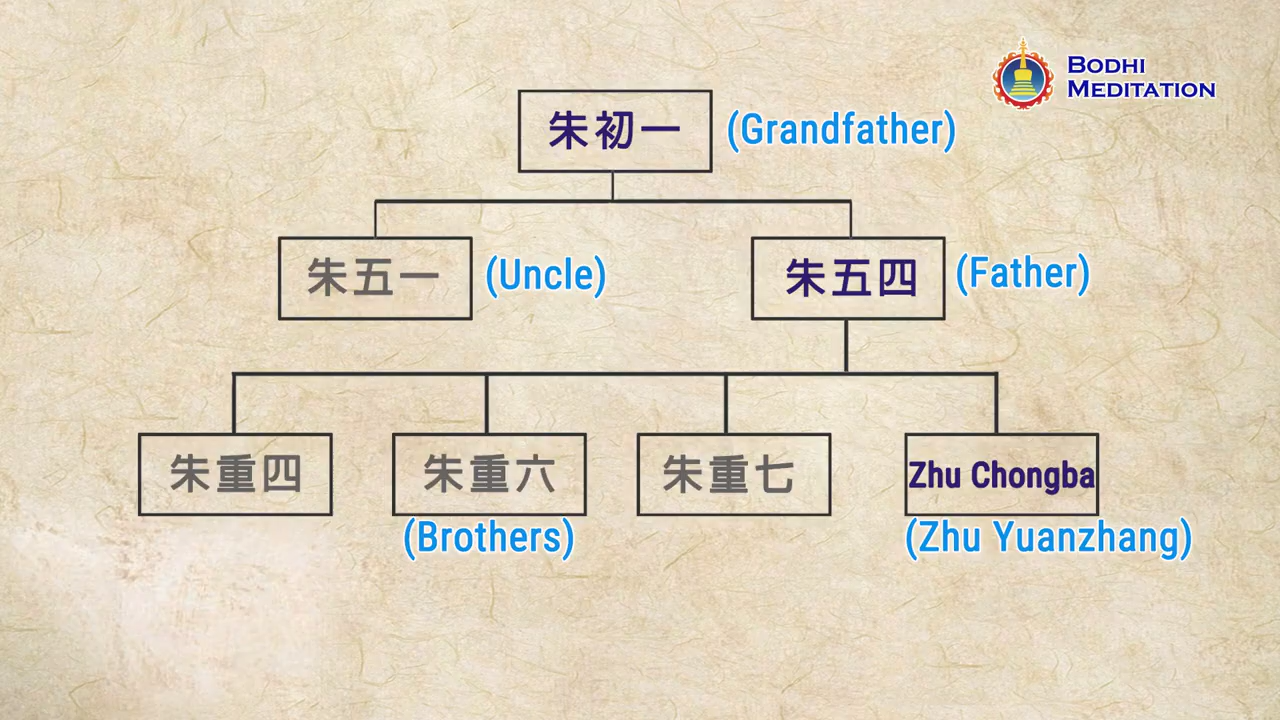 BODHI
MEDITATION
朱初一 (Grandfather)
朱五一 (Uncle)
朱五四 (Father)
朱重四
朱重六
朱重七
Zhu Chongba
(Brothers)
(Zhu Yuanzhang)